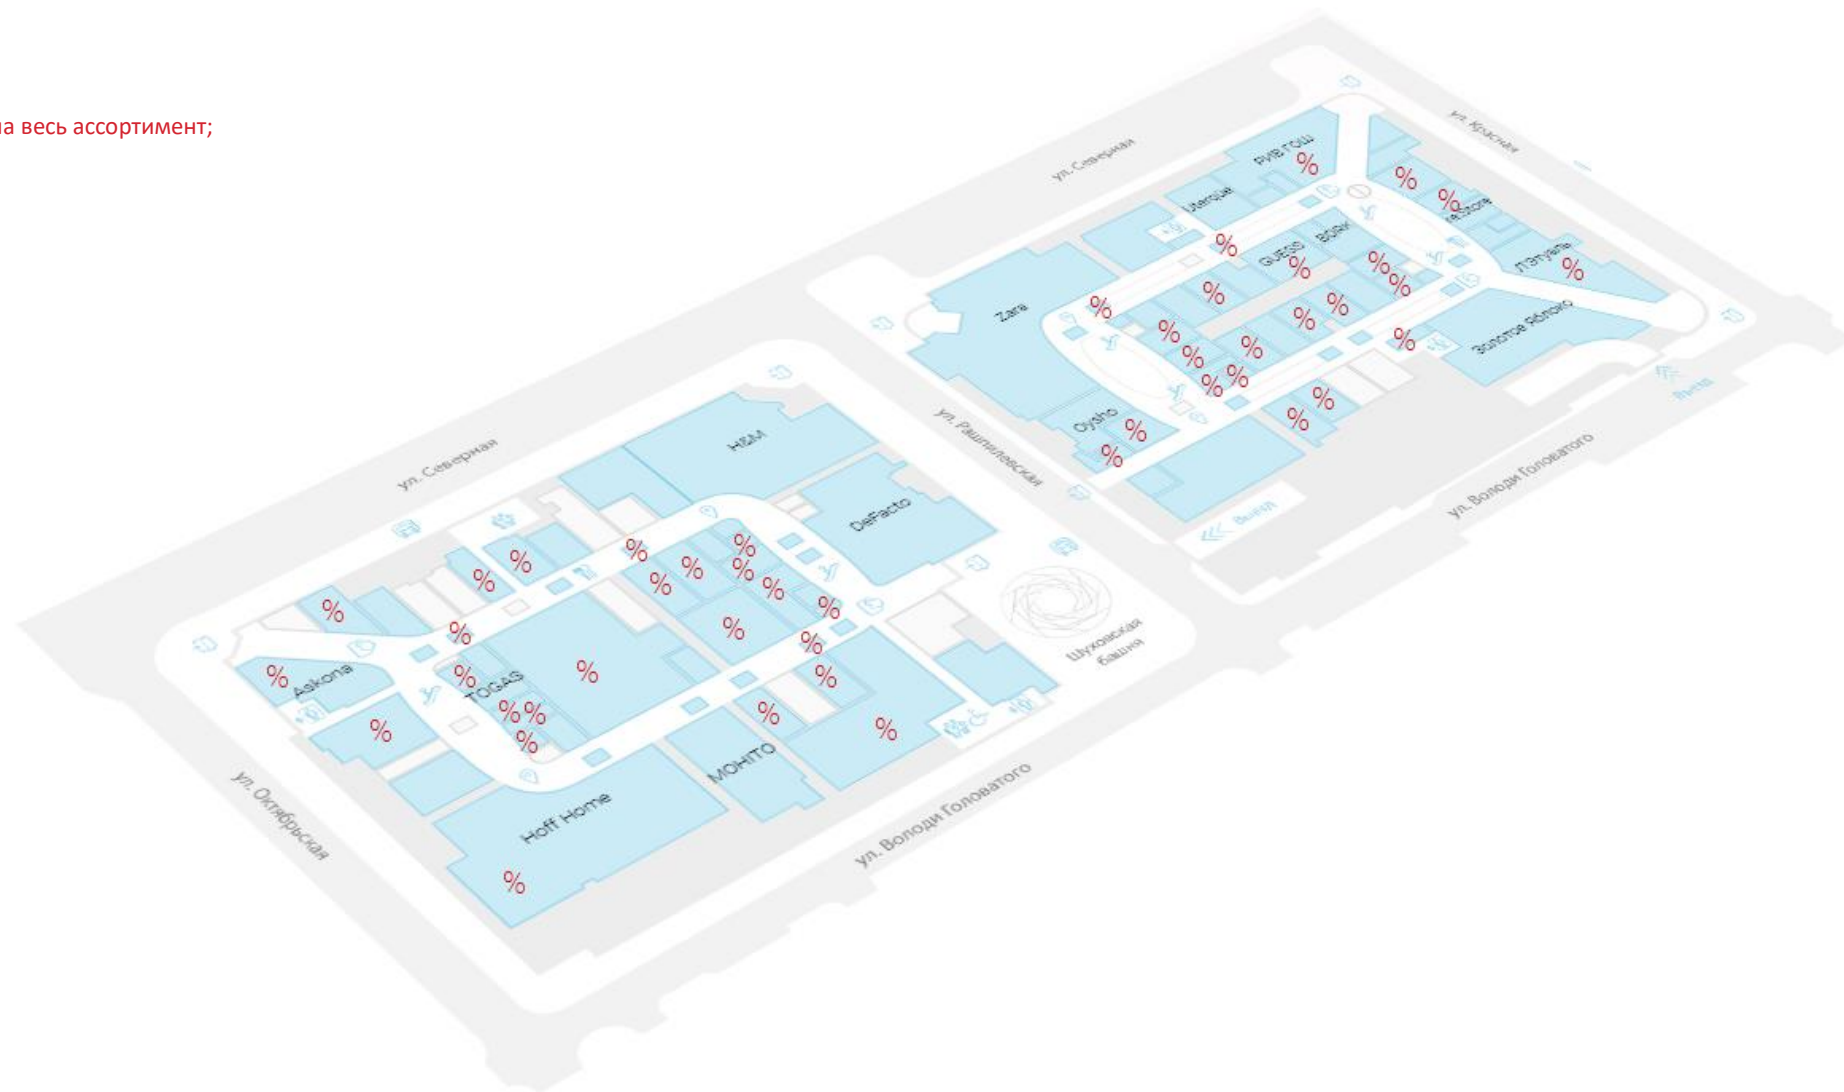 на весь ассортимент;
ул. Красная
ул. Северная
РИВ ГОШ
%
%
%
Uterqüe
re:Store
%
GUESS
BORK
%
%
%
Л'Этуаль
%
Zara
%
%
%
%
%
%
%
%
%
%
%
%
Золотое Яблоко
Oysho
%
%
%
%
Выезд
Выезд
ул. Рашпилевская
ул. Володи Головатого
ул. Северная
H&M
DeFacto
%
%
%
%
%
%
%
%
%
%
%
%
%
%
Шуховская
башня
%
Askona
%
TOGAS
%
%
%
%
%
%
%
%
MOHITO
Hoff Home
%
ул. Октябрьская
ул. Володи Головатого